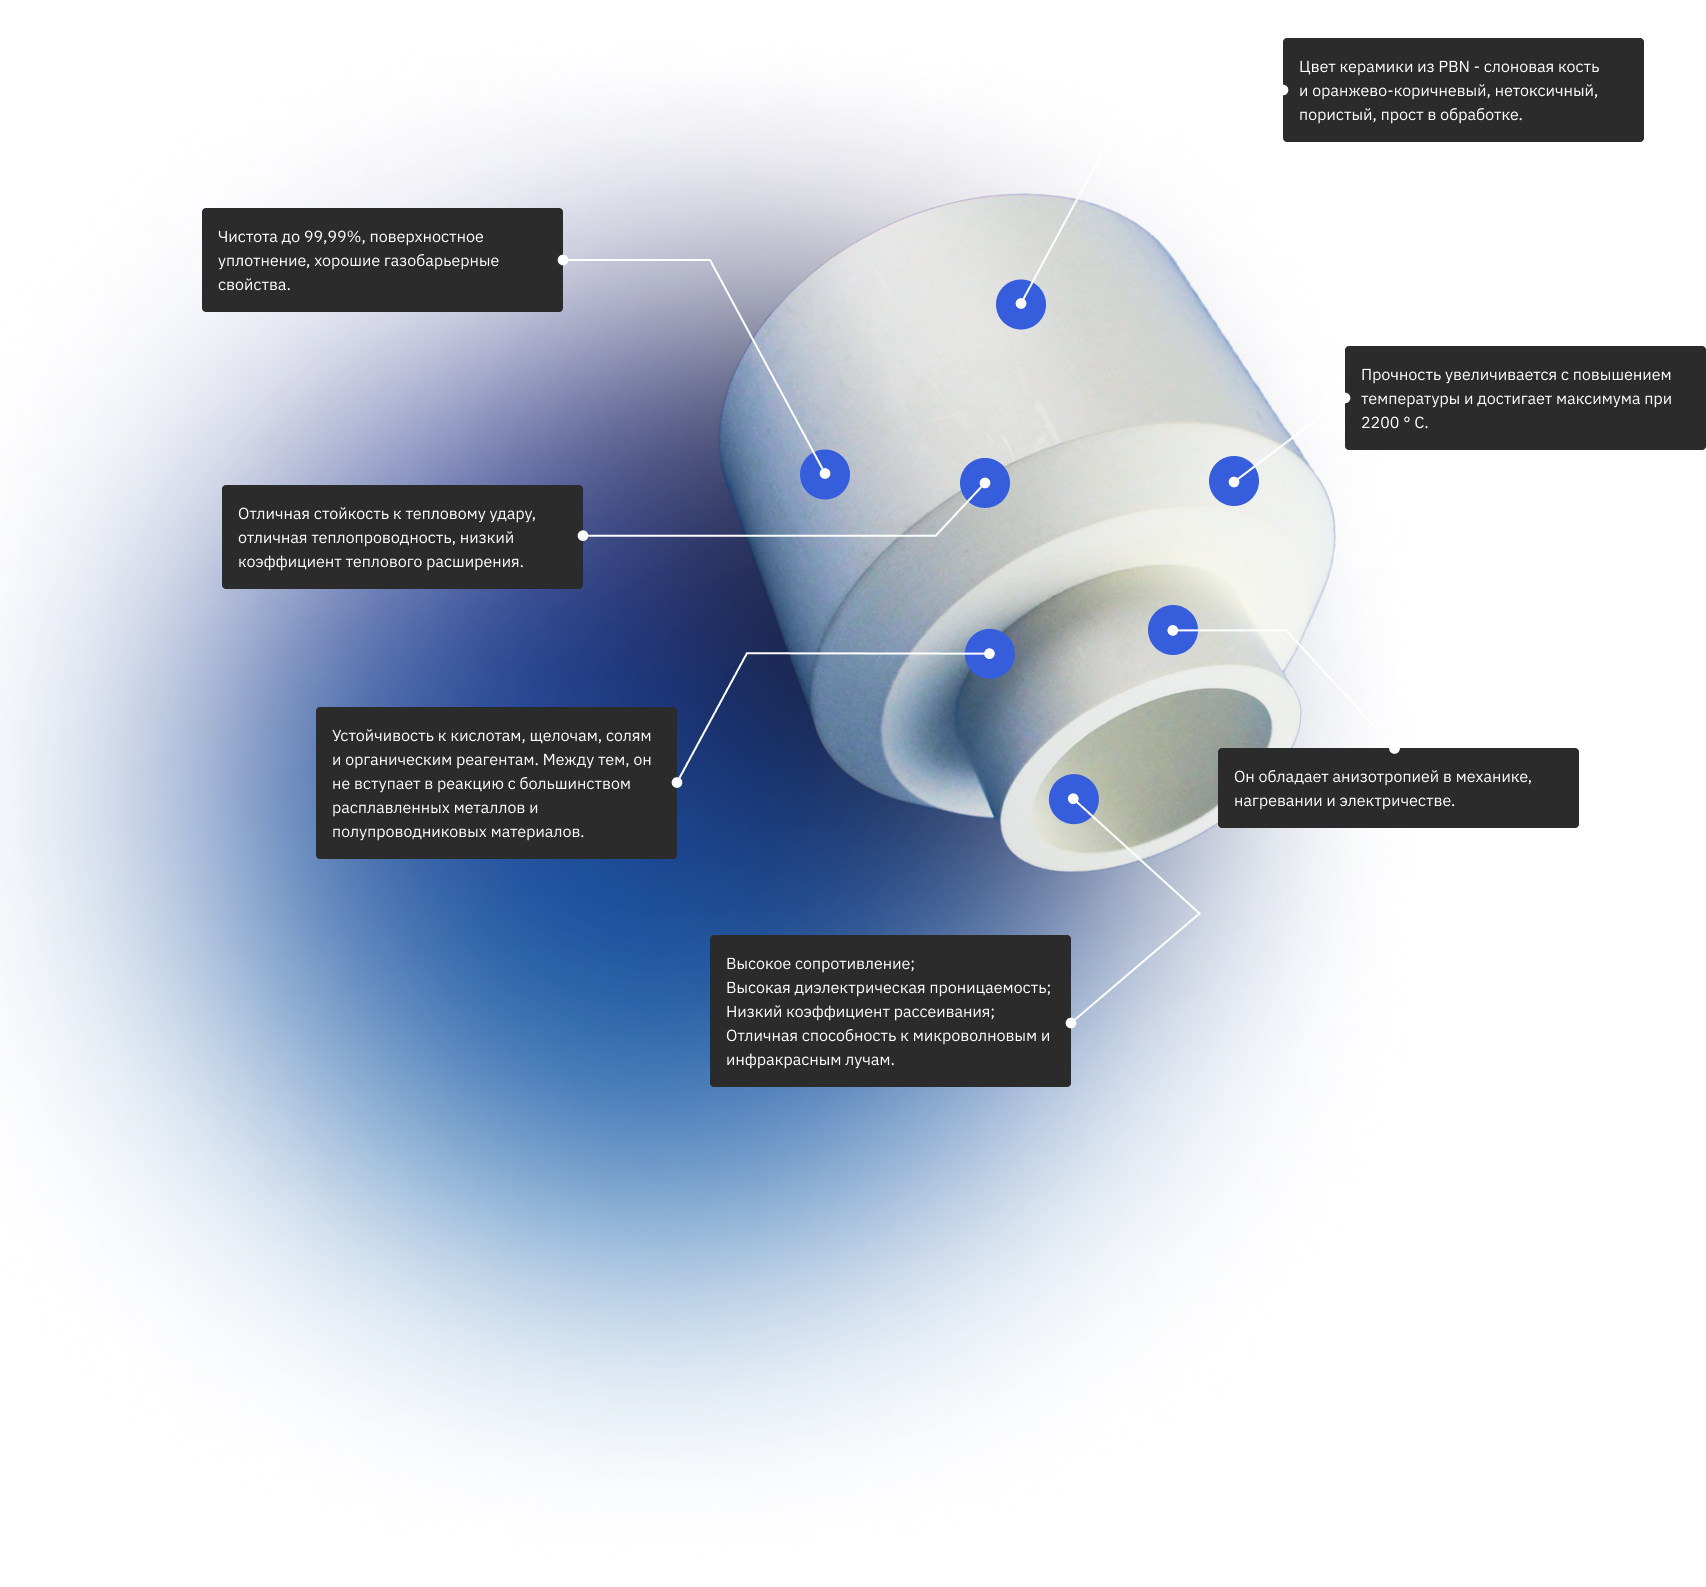 Цвет керамики из PBN - слоновая кость
и оранжево-коричневый, нетоксичный,
пористый, прост в обработке.
Чистота до 99,99%, поверхностное
уплотнение, хорошие газобарьерные
свойства.
Прочность увеличивается с повышением
температуры и достигает максимума при
2200 ° C.
Отличная стойкость к тепловому удару,
отличная теплопроводность, низкий
коэффициент теплового расширения.
Устойчивость к кислотам, щелочам, солям
и органическим реагентам. Между тем, он
не вступает в реакцию с большинством
расплавленных металлов и
полупроводниковых материалов.
Он обладает анизотропией в механике,
нагревании и электричестве.
Высокое сопротивление;
Высокая диэлектрическая проницаемость;
Низкий коэффициент рассеивания;
Отличная способность к микроволновым и
инфракрасным лучам.